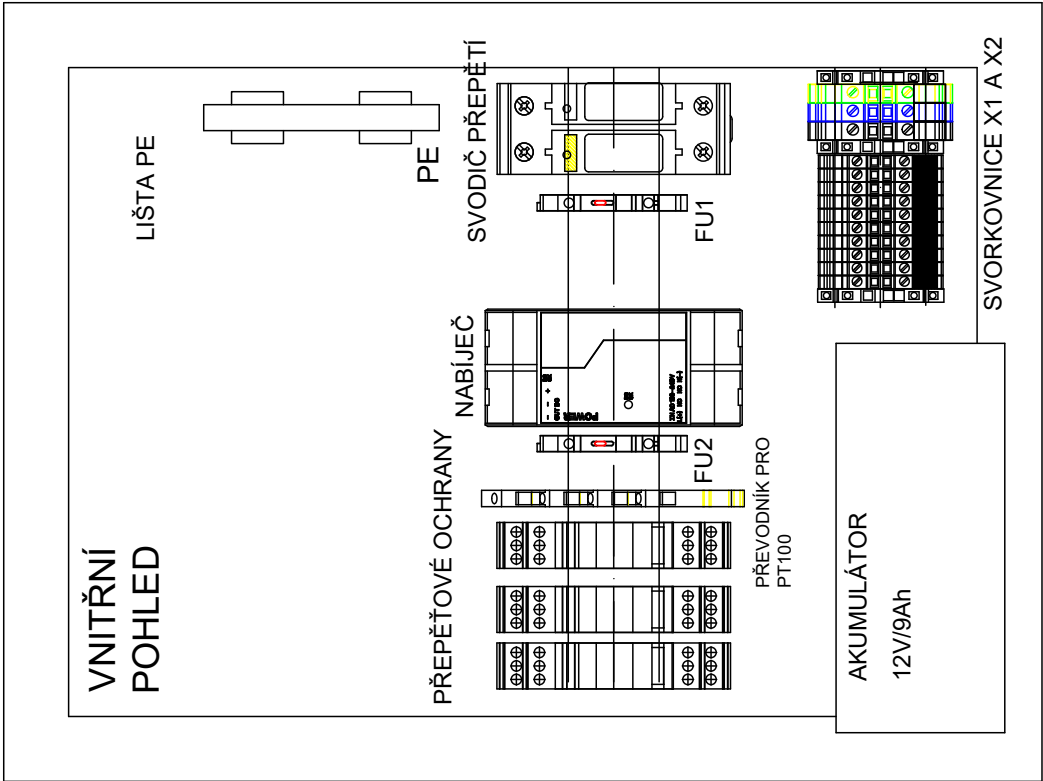 VNITŘNÍ
POHLED
LIŠTA PE
PE
SVODIČ PŘEPĚTÍ
FU1
NABÍJEČ
POWER
FU2
PŘEPĚŤOVÉ OCHRANY
PŘEVODNÍK PRO
PT100
SVORKOVNICE X1 A X2
AKUMULÁTOR
12V/9Ah